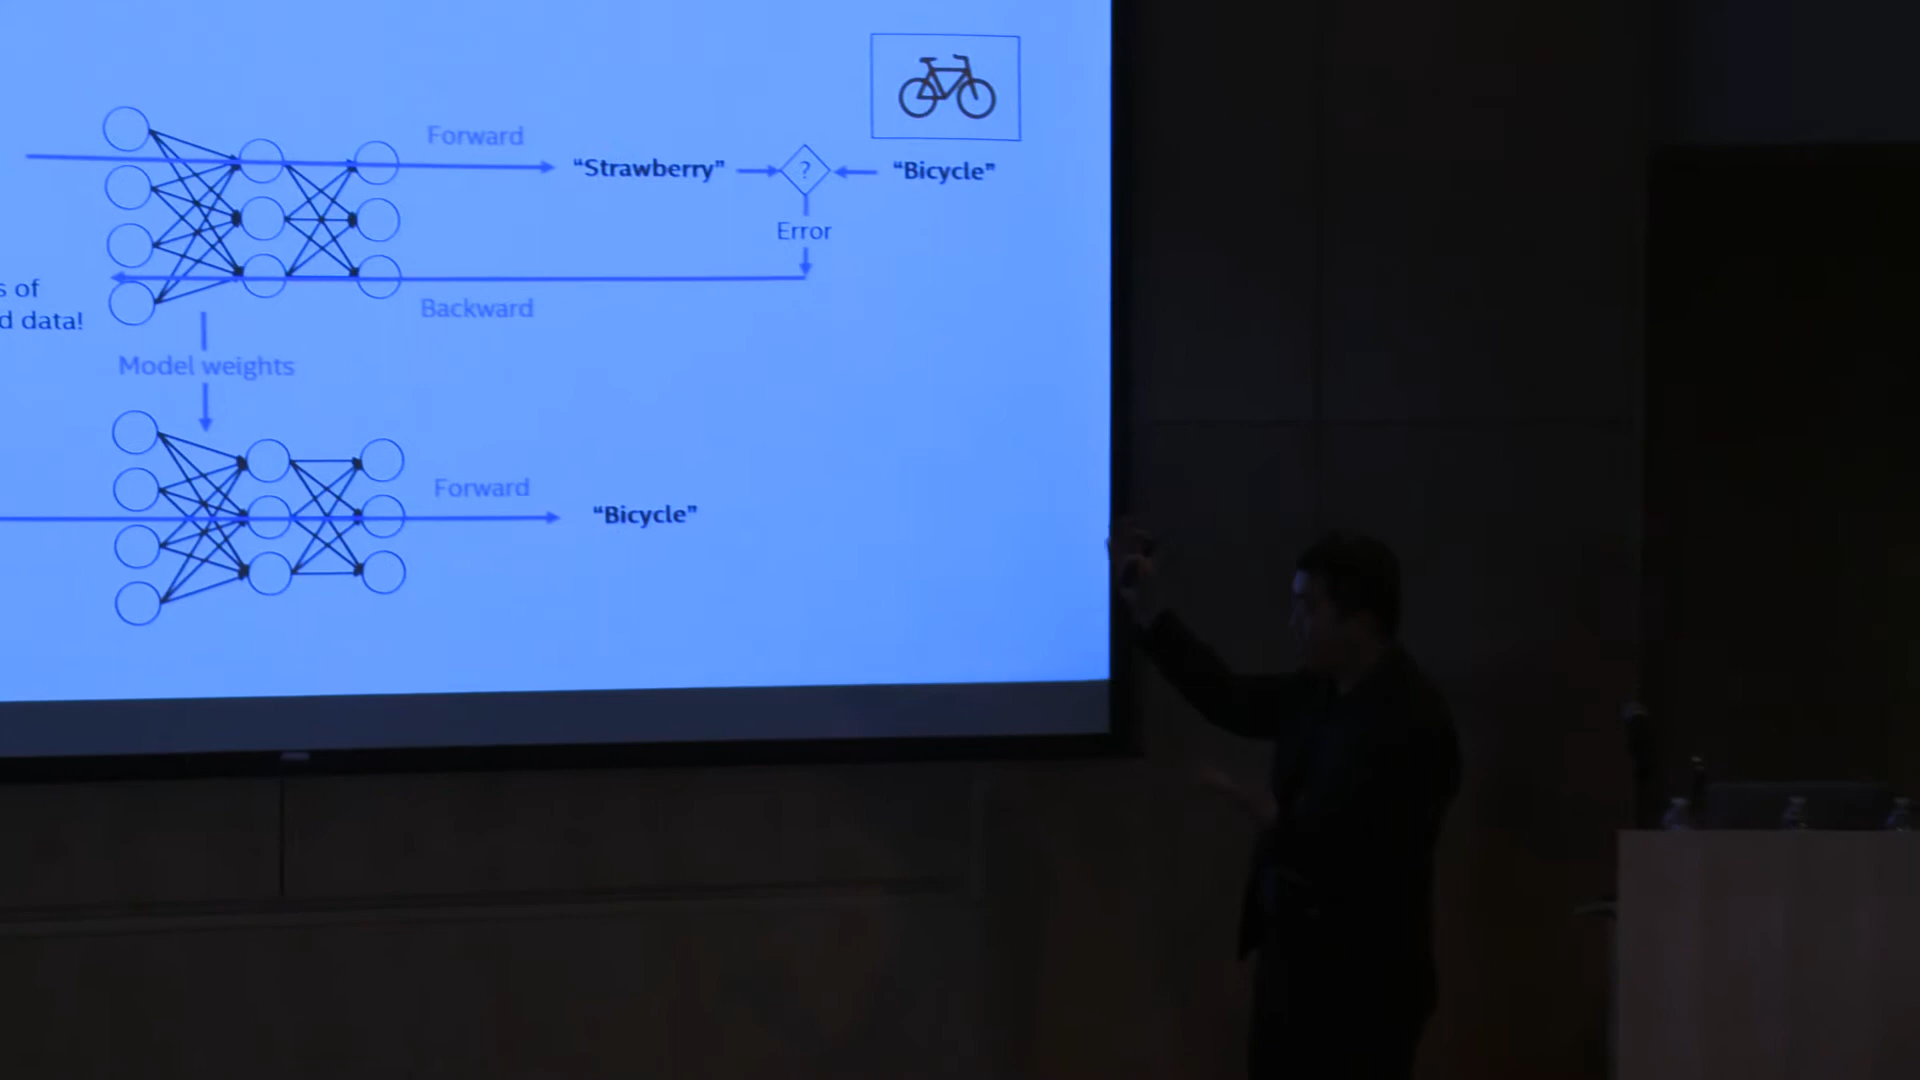 Forward
“Strawberry”
?
“Bicycle”
Error
s of
d data!
Backward
Model weights
Forward
“Bicycle”